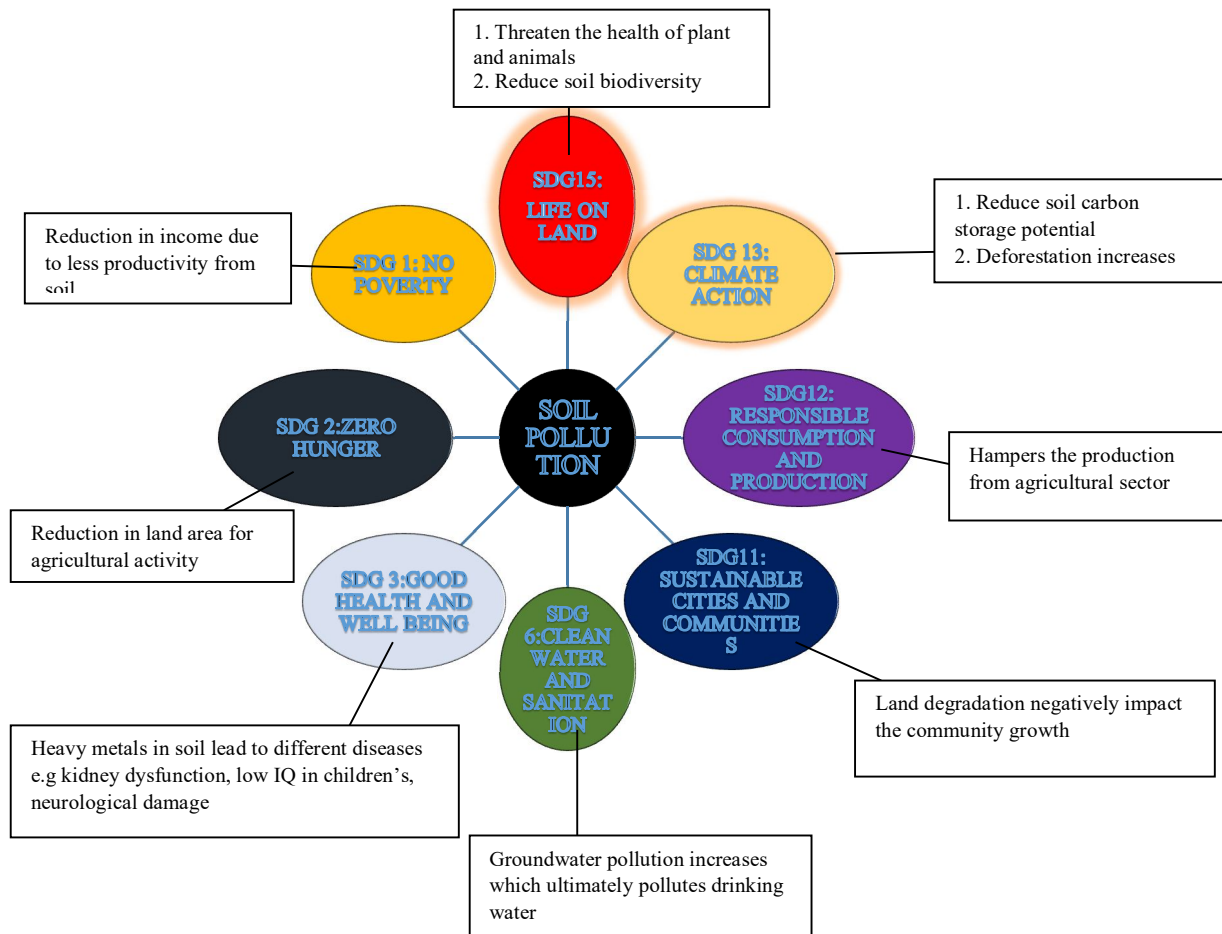 1. Threaten the health of plant
and animals
2. Reduce soil biodiversity
SDG15:
LIFE ON
LAND
1. Reduce soil carbon
storage potential
2. Deforestation increases
SDG 13:
CLIMATE
ACTION
Reduction in income due
to less productivity from
soil
SDG 1: NO
POVERTY
SOIL
POLLU
TION
SDG12:
RESPONSIBLE
CONSUMPTION
AND
PRODUCTION
Hampers the production
from agricultural sector
SDG 2:ZERO
HUNGER
Reduction in land area for
agricultural activity
SDG 3:GOOD
HEALTH AND
WELL BEING
SDG
6:CLEAN
WATER
AND
SANITAT
ION
SDG11:
SUSTAINABLE
CITIES AND
COMMUNITIE
S
Land degradation negatively impact
the community growth
Heavy metals in soil lead to different diseases
e.g kidney dysfunction, low IQ in children’s,
neurological damage
Groundwater pollution increases
which ultimately pollutes drinking
water